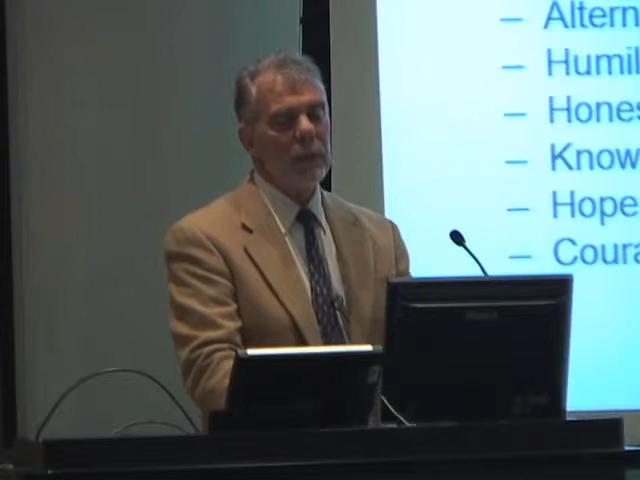 – Altern
– Humil
– Hones
– Know
– Hope
– Coura